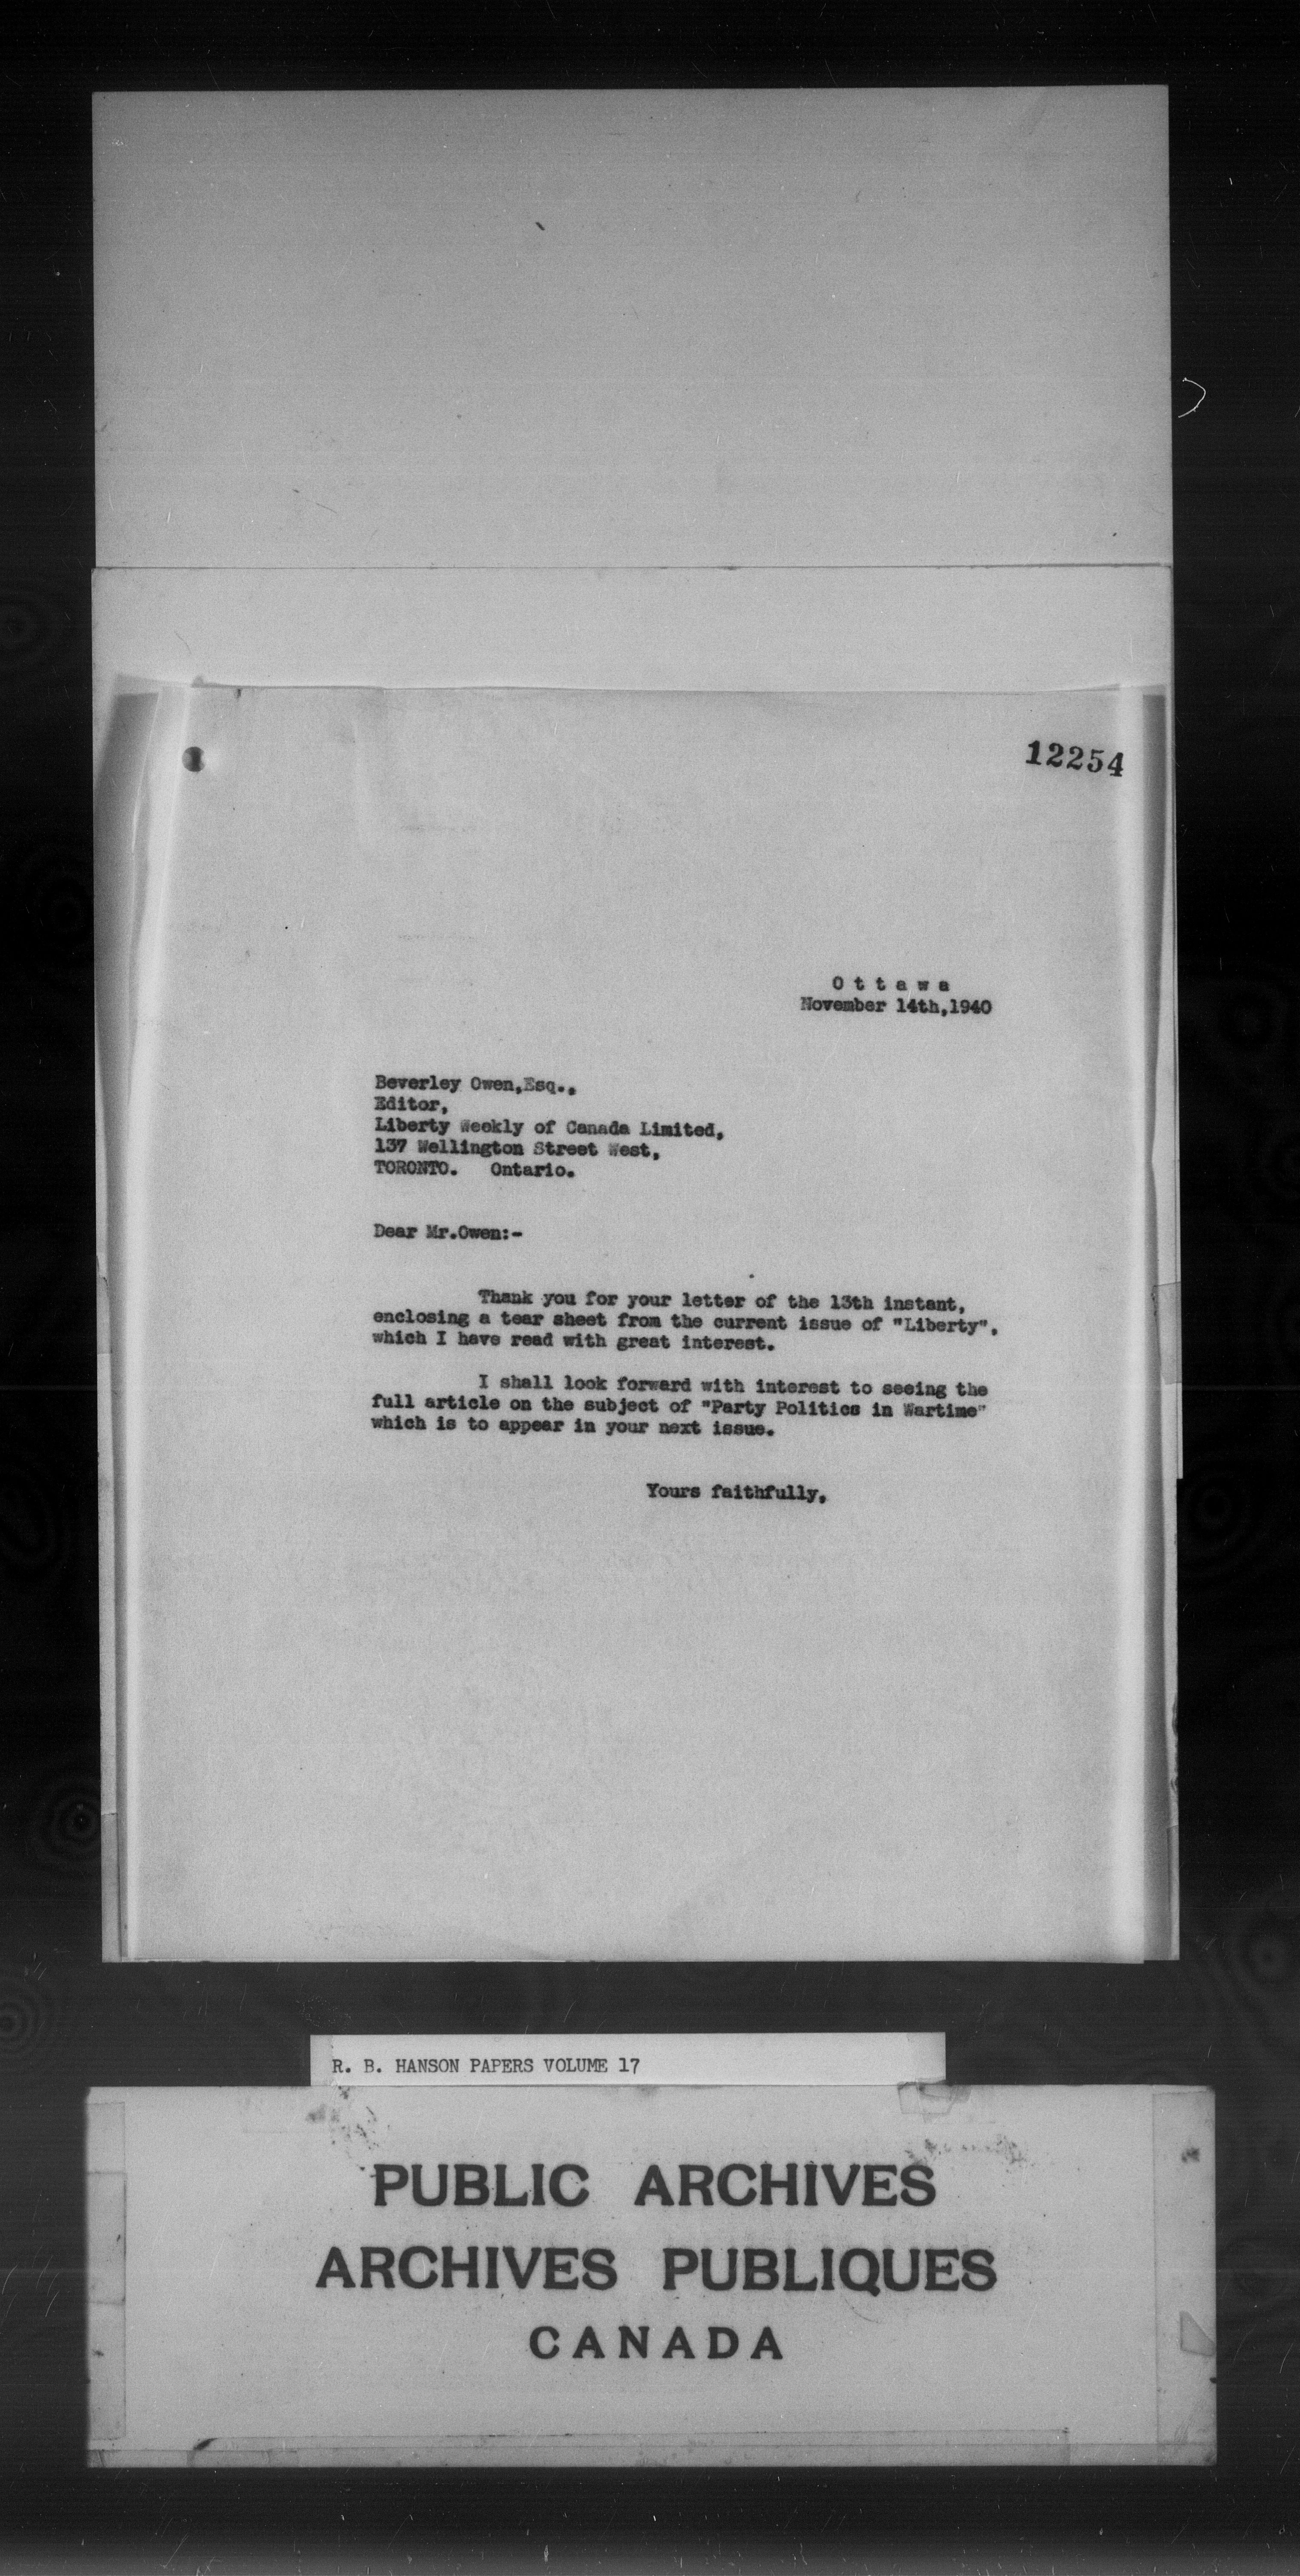 12254
O t t a w a
November 14th,1940
Beverley Owen,Esq.,
Editor,
Liberty Weekly of Canada Limited,
137 Wellington Street West,
TORONTO. Ontario.
Dear Mr.Owen:-
Thank you for your letter of the 13th instant,
enclosing a tear sheet from the current issue of "Liberty",
which I have read with great interest.
I shall look forward with interest to seeing the
full article on the subject of "Party Politics in Wartime"
which is to appear in your next issue.
Yours faithfully,
R. B. HANSON PAPERS VOLUME 17
PUBLIC ARCHIVES
ARCHIVES PUBLIQUES
CANADA